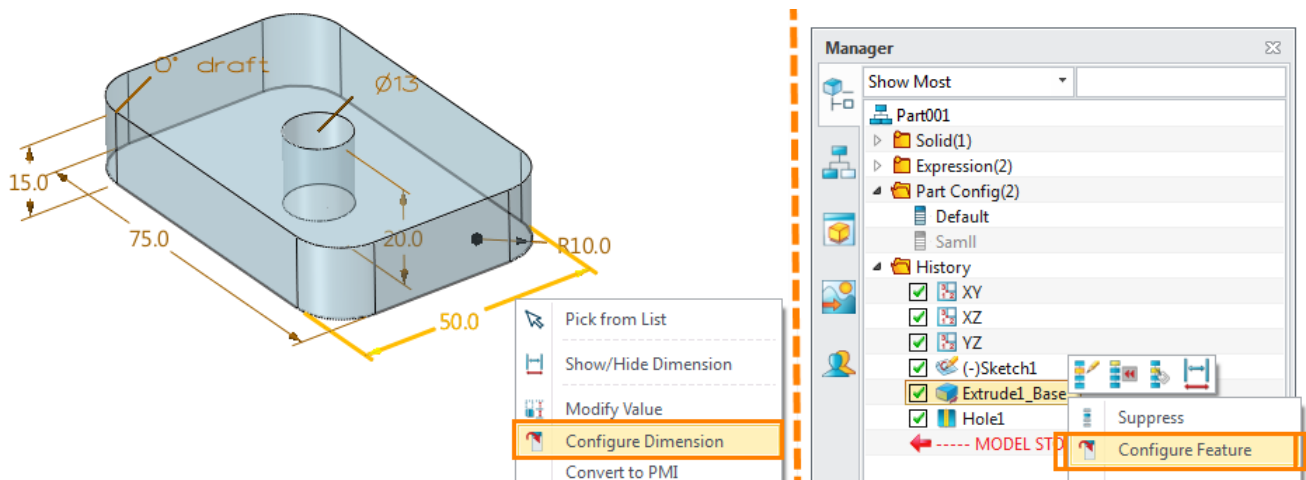 0° draft
Ø13
15.0
75.0
20.0
R10.0
50.0
Pick from List
Show/Hide Dimension
Modify Value
Configure Dimension
Convert to PMI
Manager
Show Most
Part001
Solid(1)
Expression(2)
Part Config(2)
Default
Samll
History
XY
XZ
YZ
(-)Sketch1
Extrude1_Base
Hole1
----- MODEL STO
Suppress
Configure Feature